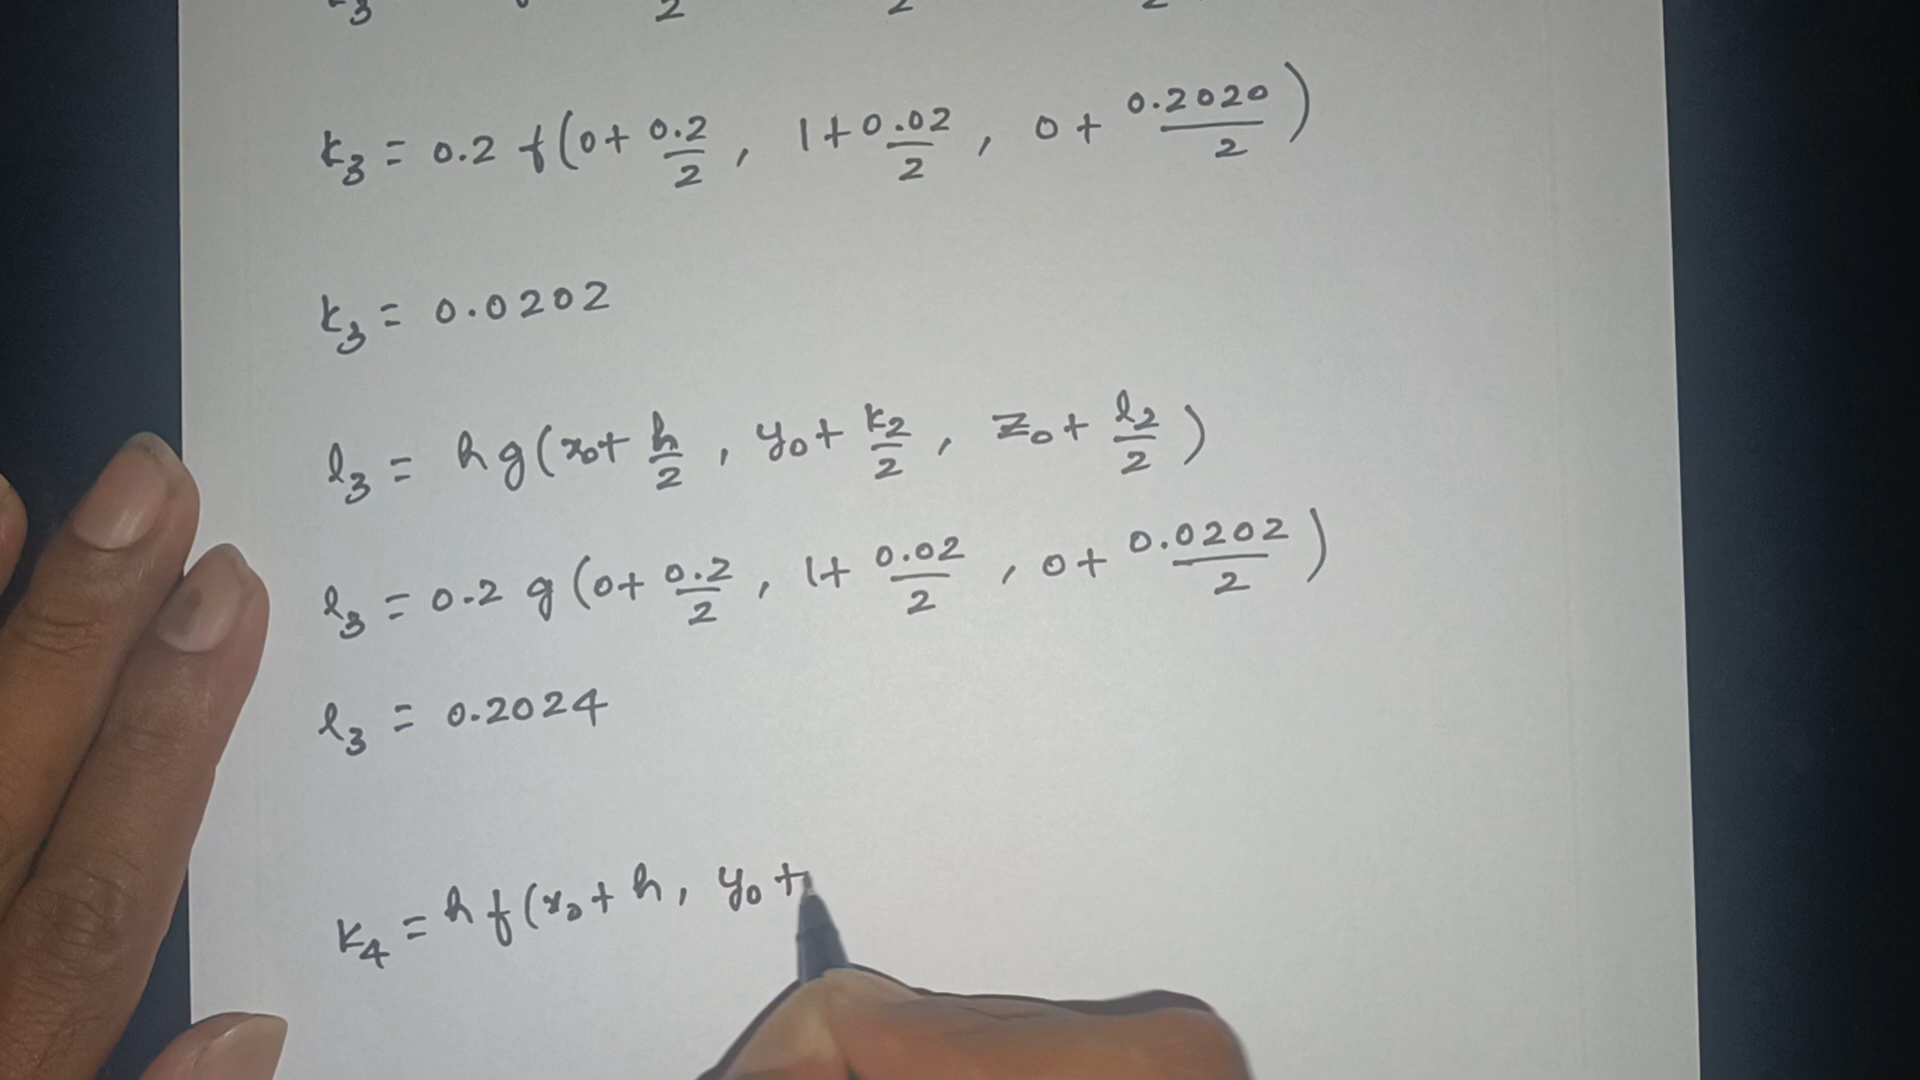 k₃ = 0.2 f(0 + 0.2/2, 1 + 0.02/2, 0 + 0.2020/2)
k₃ = 0.0202
l₃ = hg(x₀ + h/2, y₀ + k₂/2, z₀ + l₂/2)
l₃ = 0.2 g(0 + 0.2/2, 1 + 0.02/2, 0 + 0.0202/2)
l₃ = 0.2024
k₄ = hf(x₀ + h, y₀ +